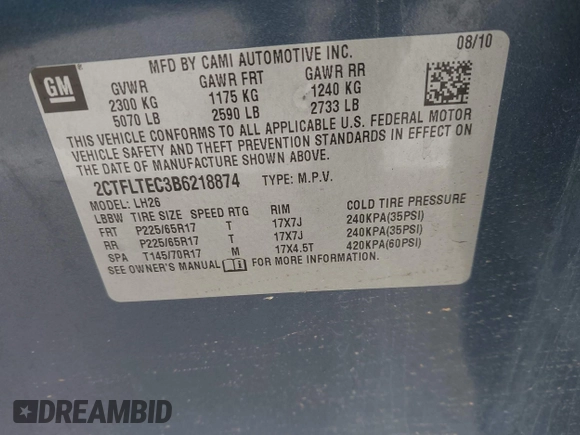 GM
MFD BY CAMI AUTOMOTIVE INC. 08/10
GVWR GAWR FRT GAWR RR
2300 KG 1175 KG 1240 KG
5070 LB 2590 LB 2733 LB
THIS VEHICLE CONFORMS TO ALL APPLICABLE U.S. FEDERAL MOTOR
VEHICLE SAFETY AND THEFT PREVENTION STANDARDS IN EFFECT ON
THE DATE OF MANUFACTURE SHOWN ABOVE.
2CTFLTEC3B6218874 TYPE: M.P.V.
MODEL: LH26
LBBW TIRE SIZE SPEED RTG RIM COLD TIRE PRESSURE
FRT P225/65R17 T 17X7J 240KPA(35PSI)
RR P225/65R17 T 17X7J 240KPA(35PSI)
SPA T145/70R17 M 17X4.5T 420KPA(60PSI)
SEE OWNER'S MANUAL FOR MORE INFORMATION.
DREAMBID